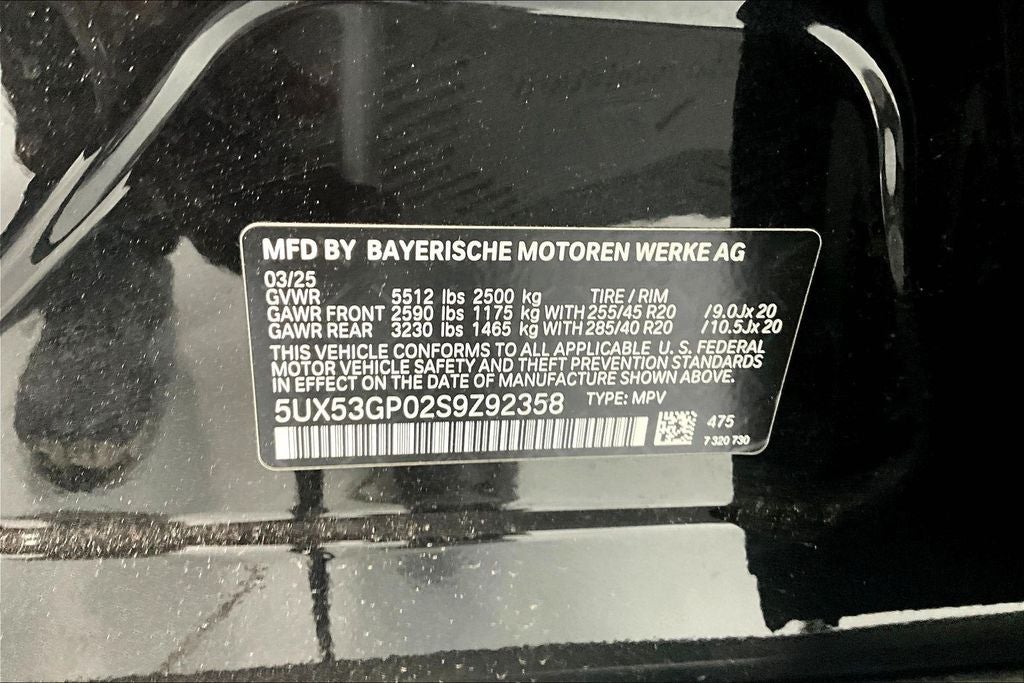 MFD BY BAYERISCHE MOTOREN WERKE AG
03/25
GVWR 5512 lbs 2500 kg TIRE / RIM
GAWR FRONT 2590 lbs 1175 kg WITH 255/45 R20 /9.0Jx20
GAWR REAR 3230 lbs 1465 kg WITH 285/40 R20 /10.5Jx20
THIS VEHICLE CONFORMS TO ALL APPLICABLE U.S. FEDERAL
MOTOR VEHICLE SAFETY AND THEFT PREVENTION STANDARDS
IN EFFECT ON THE DATE OF MANUFACTURE SHOWN ABOVE.
5UX53GP02S9Z92358 TYPE: MPV
475
7 320 730